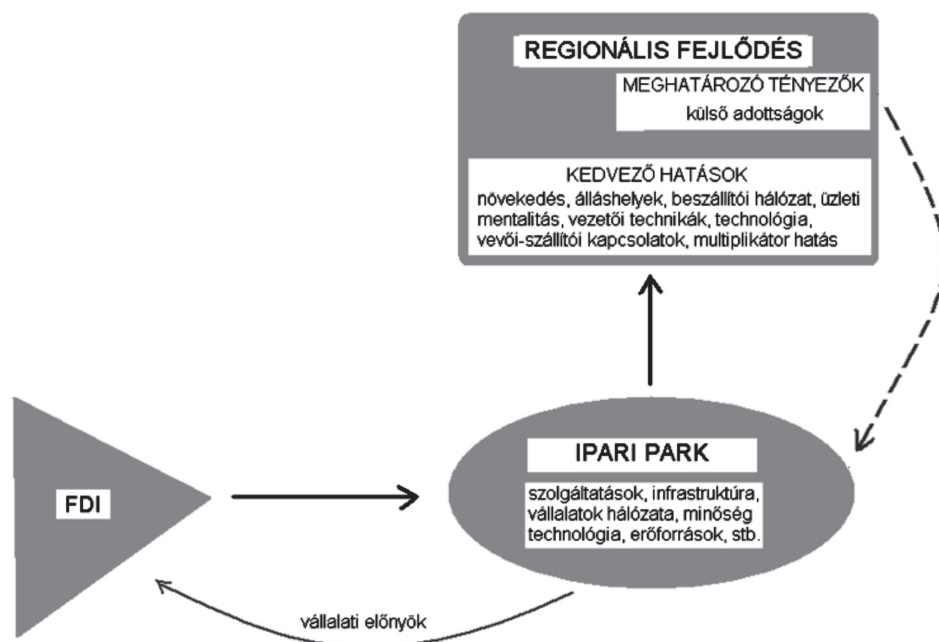 REGIONÁLIS FEJLŐDÉS
MEGHATÁROZÓ TÉNYEZŐK
külső adottságok
KEDVEZŐ HATÁSOK
növekedés, álláshelyek, beszállítói hálózat, üzleti
mentalitás, vezetői technikák, technológia,
vevői-szállítói kapcsolatok, multiplikátor hatás
IPARI PARK
szolgáltatások, infrastruktúra,
vállalatok hálózata, minőség
technológia, erőforrások, stb.
FDI
vállalati előnyök